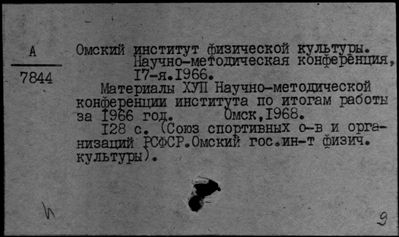 А
7844
Омский институт физической культуры.
Научно-методическая конференция,
17-я.1966.
Материалы ХУП Научно-методической
конференции института по итогам работы
за 1966 год. Омск,1968.
128 с. (Союз спортивных о-в и орга-
низаций РСФСР.Омский гос.ин-т физич.
культуры).
9